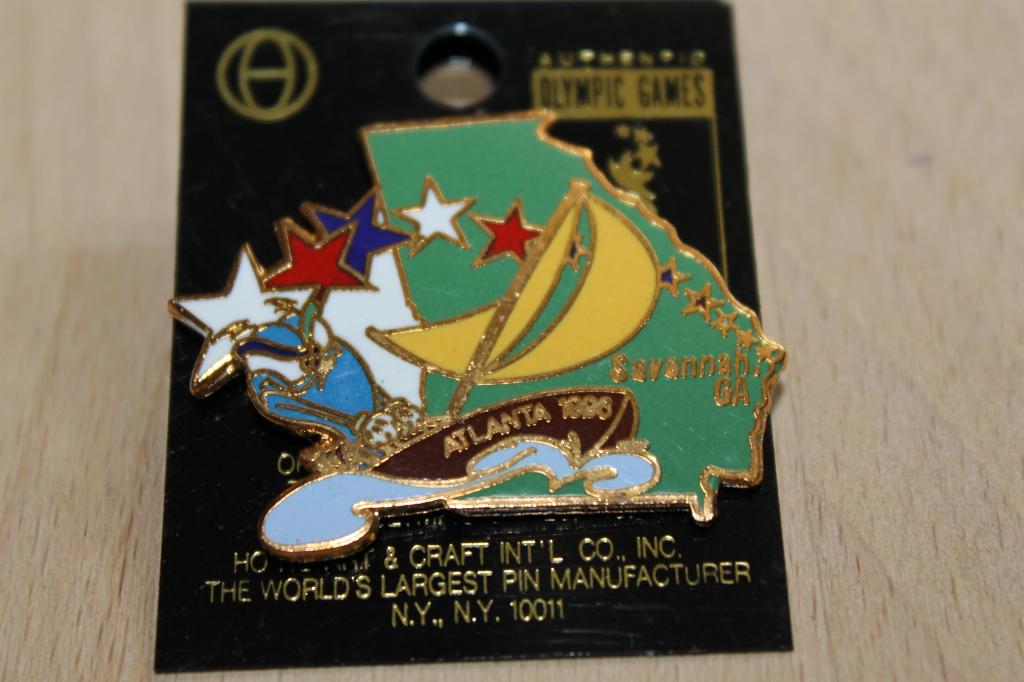 AUTHENTIC
OLYMPIC GAMES
Savannah,
GA
ATLANTA 1996
& CRAFT INT'L CO., INC.
THE WORLD'S LARGEST PIN MANUFACTURER
N.Y., N.Y. 10011